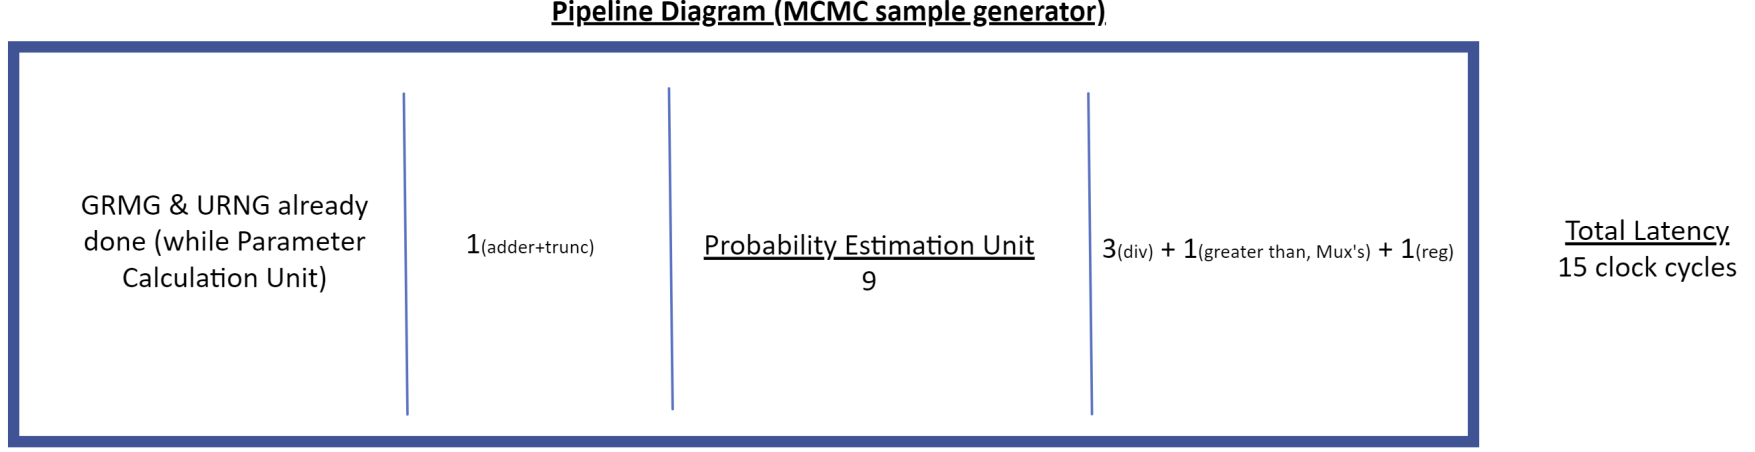 Pipeline Diagram (MCMC sample generator)
GRMG & URNG already
done (while Parameter
Calculation Unit)
1(adder+trunc)
Probability Estimation Unit
9
3(div) + 1(greater than, Mux's) + 1(reg)
Total Latency
15 clock cycles